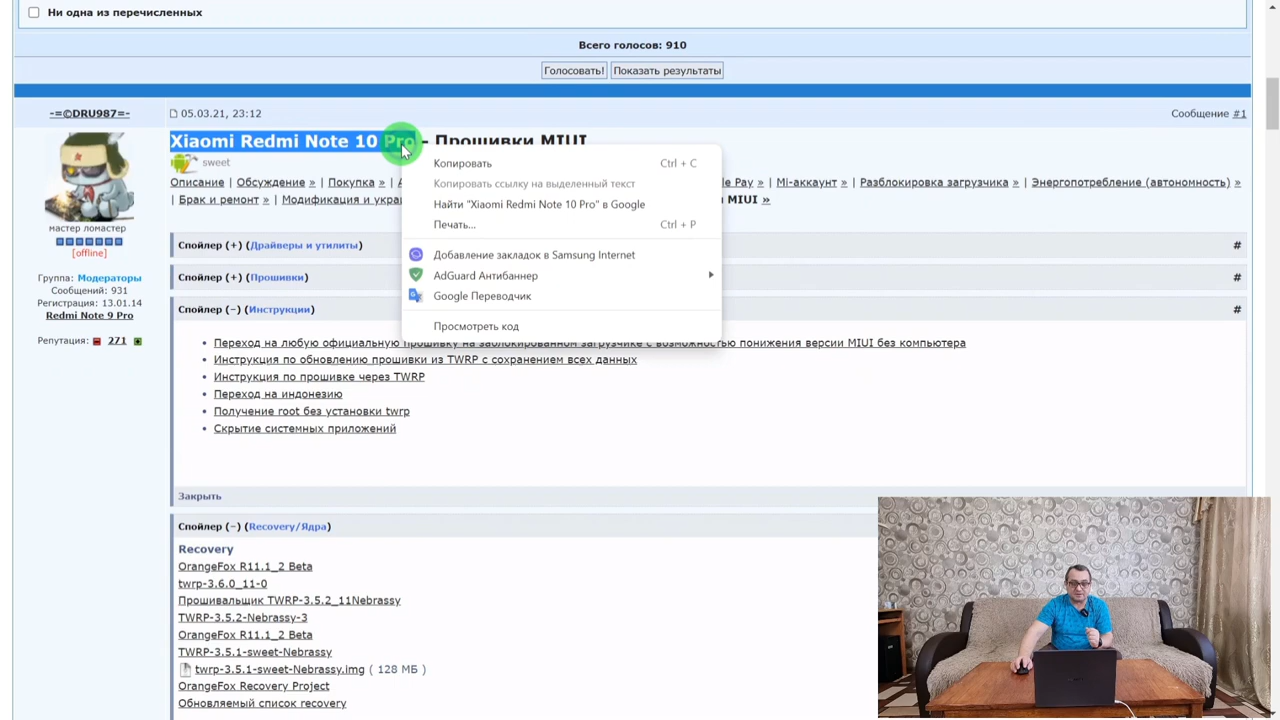 Ни одна из перечисленных
Всего голосов: 910
Голосовать! Показать результаты
-=©DRU987=-
05.03.21, 23:12
Сообщение #1
Xiaomi Redmi Note 10 Pro - Прошивки MIUI
sweet
Описание | Обсуждение » | Покупка » |
Pay » | Mi-аккаунт » | Разблокировка загрузчика » | Энергопотребление (автономность) »
| Брак и ремонт » | Модификация и
MIUI »
мастер ломастер
[offline]
Группа: Модераторы
Сообщений: 931
Регистрация: 13.01.14
Redmi Note 9 Pro
Репутация: 271
Копировать Ctrl + C
Копировать ссылку на выделенный текст
Найти "Xiaomi Redmi Note 10 Pro" в Google
Печать... Ctrl + P
Добавление закладок в Samsung Internet
AdGuard Антибаннер
Google Переводчик
Просмотреть код
Спойлер (+) (Драйверы и утилиты) #
Спойлер (+) (Прошивки) #
Спойлер (−) (Инструкции) #
Переход на любую официальную прошивку на заблокированном загрузчике с возможностью понижения версии MIUI без компьютера
Инструкция по обновлению прошивки из TWRP с сохранением всех данных
Инструкция по прошивке через TWRP
Переход на индонезию
Получение root без установки twrp
Скрытие системных приложений
Закрыть
Спойлер (−) (Recovery/Ядра)
Recovery
OrangeFox R11.1_2 Beta
twrp-3.6.0_11-0
Прошивальщик TWRP-3.5.2_11Nebrassy
TWRP-3.5.2-Nebrassy-3
OrangeFox R11.1_2 Beta
TWRP-3.5.1-sweet-Nebrassy
twrp-3.5.1-sweet-Nebrassy.img ( 128 МБ )
OrangeFox Recovery Project
Обновляемый список recovery